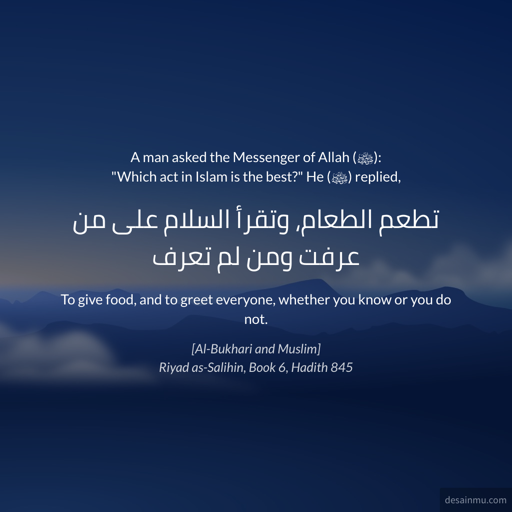 A man asked the Messenger of Allah (ﷺ):
"Which act in Islam is the best?" He (ﷺ) replied,
تطعم الطعام، وتقرأ السلام على من
عرفت ومن لم تعرف
To give food, and to greet everyone, whether you know or you do
not.
[Al-Bukhari and Muslim]
Riyad as-Salihin, Book 6, Hadith 845
desainmu.com